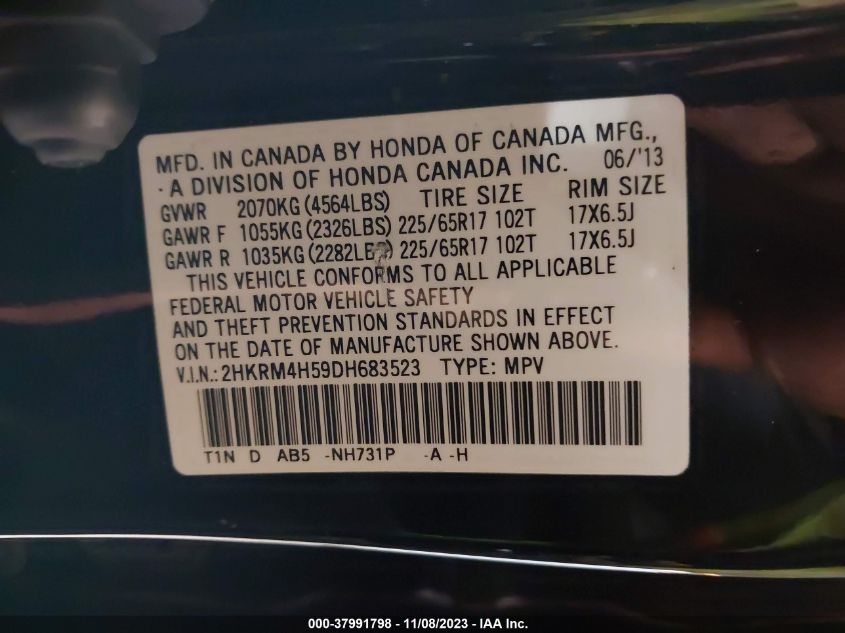 MFD. IN CANADA BY HONDA OF CANADA MFG.,
- A DIVISION OF HONDA CANADA INC. 06/'13
GVWR 2070KG (4564LBS) TIRE SIZE RIM SIZE
GAWR F 1055KG (2326LBS) 225/65R17 102T 17X6.5J
GAWR R 1035KG (2282LB ) 225/65R17 102T 17X6.5J
THIS VEHICLE CONFORMS TO ALL APPLICABLE
FEDERAL MOTOR VEHICLE SAFETY
AND THEFT PREVENTION STANDARDS IN EFFECT
ON THE DATE OF MANUFACTURE SHOWN ABOVE.
V.I.N.: 2HKRM4H59DH683523 TYPE: MPV
T1N D AB5 -NH731P -A -H
000-37991798 - 11/08/2023 - IAA Inc.